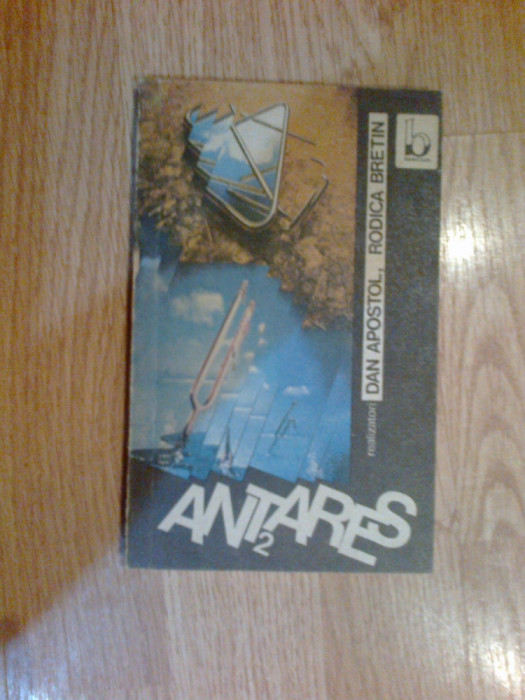 realizatori DAN APOSTOL, RODICA BRETIN
b
ANTARES
2